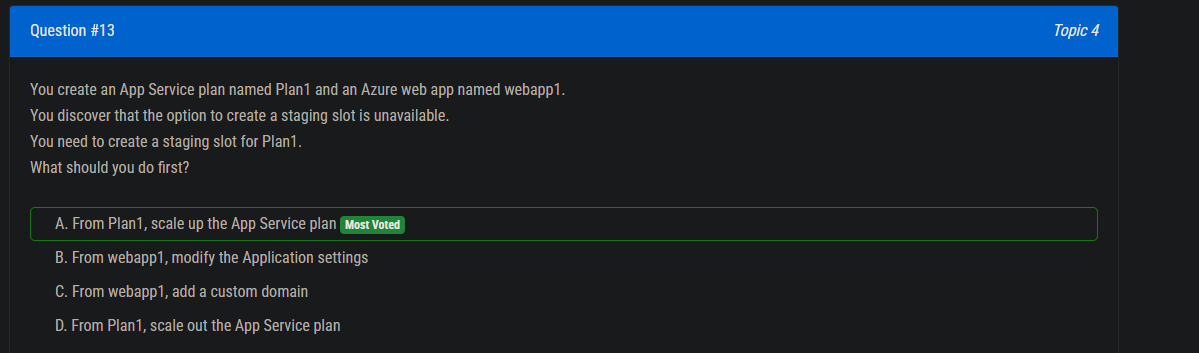 Question #13 Topic 4
You create an App Service plan named Plan1 and an Azure web app named webapp1.
You discover that the option to create a staging slot is unavailable.
You need to create a staging slot for Plan1.
What should you do first?
A. From Plan1, scale up the App Service plan Most Voted
B. From webapp1, modify the Application settings
C. From webapp1, add a custom domain
D. From Plan1, scale out the App Service plan